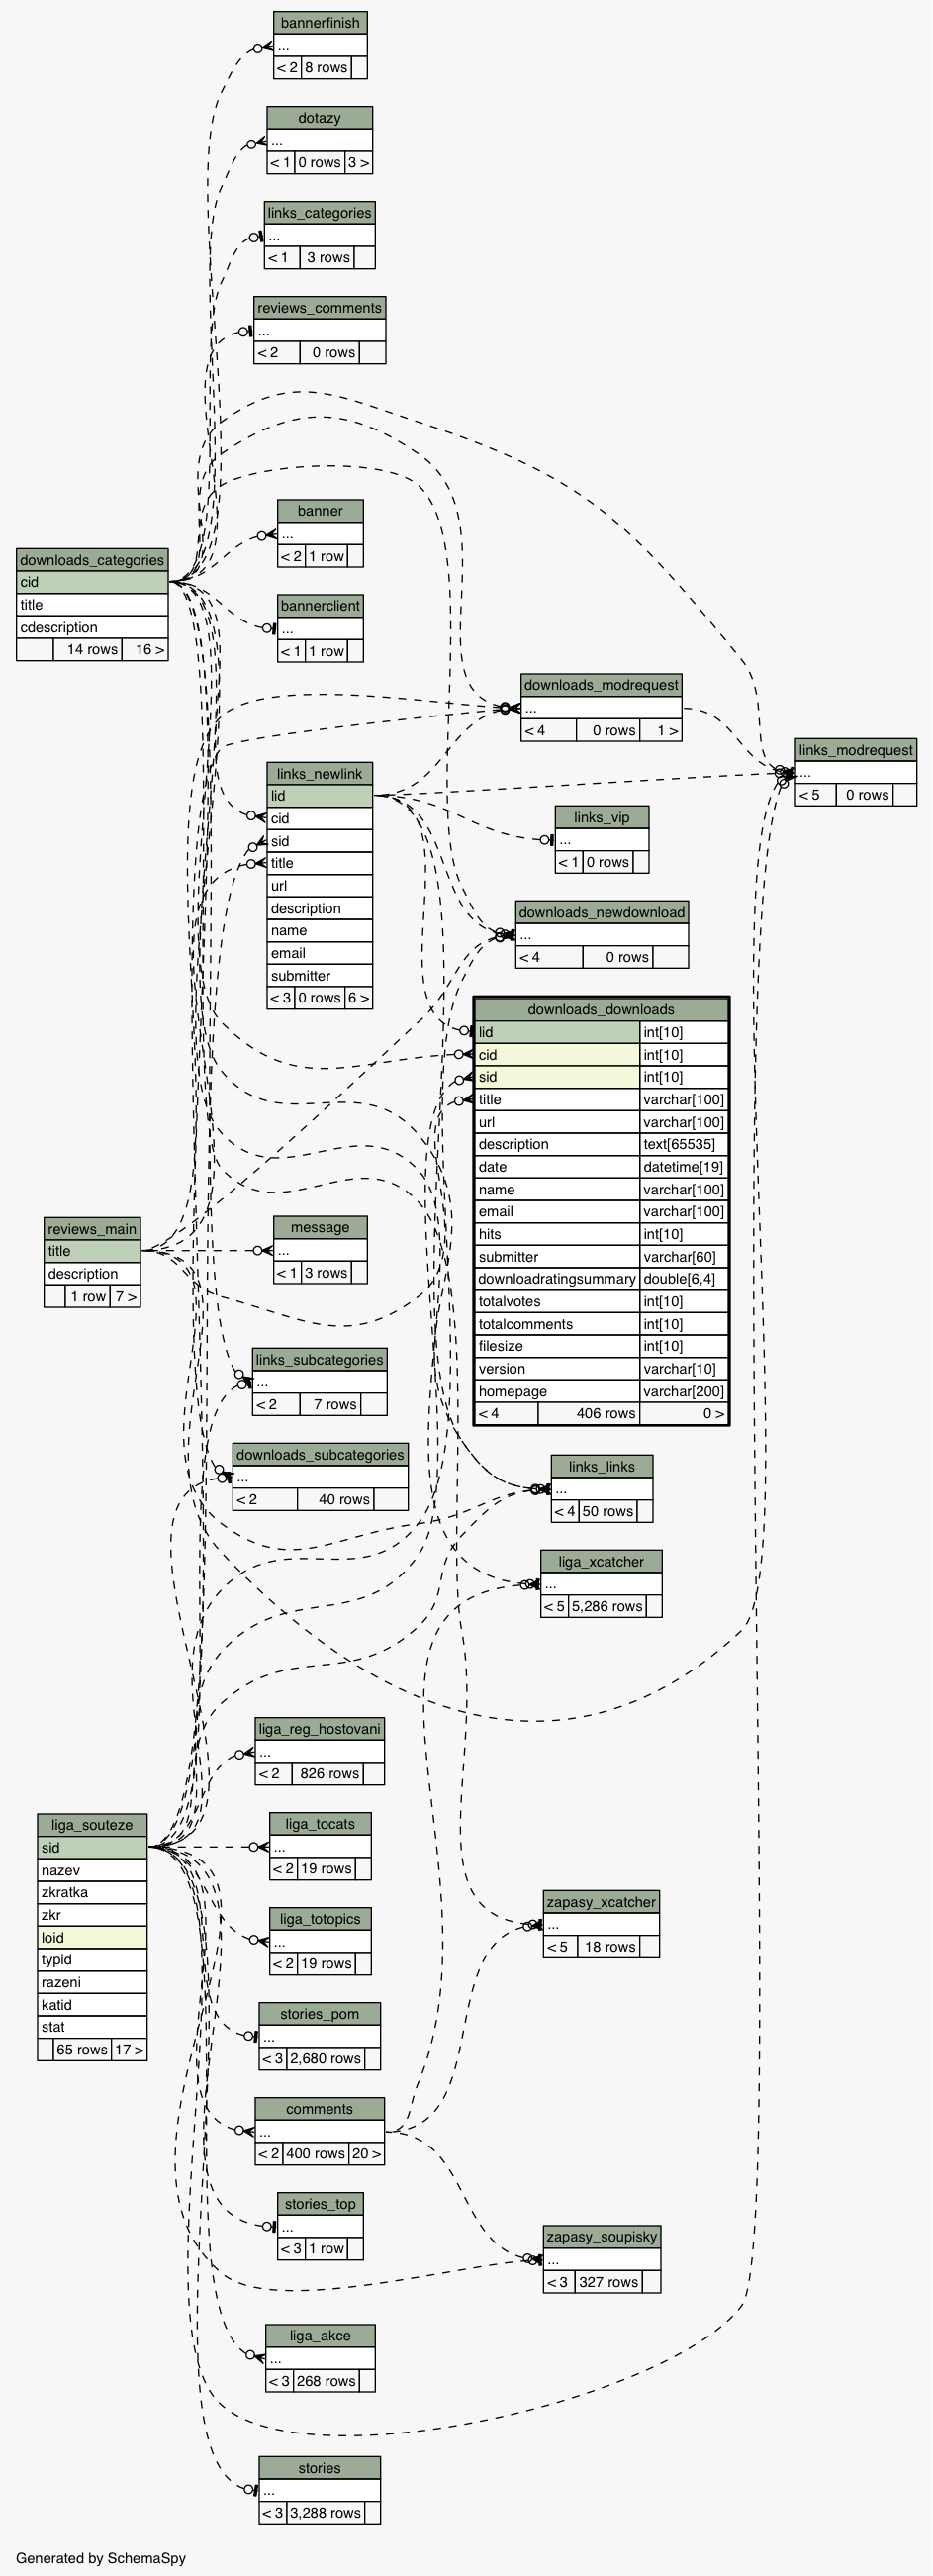 bannerfinish
...
< 2 8 rows
dotazy
...
< 1 0 rows 3 >
links_categories
...
< 1 3 rows
reviews_comments
...
< 2 0 rows
banner
...
< 2 1 row
downloads_categories
cid
title
cdescription
14 rows 16 >
bannerclient
...
< 1 1 row
downloads_modrequest
...
< 4 0 rows 1 >
links_modrequest
...
< 5 0 rows
links_newlink
lid
cid
sid
title
url
description
name
email
submitter
< 3 0 rows 6 >
links_vip
...
< 1 0 rows
downloads_newdownload
...
< 4 0 rows
downloads_downloads
lid int[10]
cid int[10]
sid int[10]
title varchar[100]
url varchar[100]
description text[65535]
date datetime[19]
name varchar[100]
email varchar[100]
hits int[10]
submitter varchar[60]
downloadratingsummary double[6,4]
totalvotes int[10]
totalcomments int[10]
filesize int[10]
version varchar[10]
homepage varchar[200]
< 4 406 rows 0 >
reviews_main
title
description
1 row 7 >
message
...
< 1 3 rows
links_subcategories
...
< 2 7 rows
downloads_subcategories
...
< 2 40 rows
links_links
...
< 4 50 rows
liga_xcatcher
...
< 5 5,286 rows
liga_reg_hostovani
...
< 2 826 rows
liga_souteze
sid
nazev
zkratka
zkr
loid
typid
razeni
katid
stat
65 rows 17 >
liga_tocats
...
< 2 19 rows
liga_totopics
...
< 2 19 rows
zapasy_xcatcher
...
< 5 18 rows
stories_pom
...
< 3 2,680 rows
comments
...
< 2 400 rows 20 >
stories_top
...
< 3 1 row
zapasy_soupisky
...
< 3 327 rows
liga_akce
...
< 3 268 rows
stories
...
< 3 3,288 rows
Generated by SchemaSpy